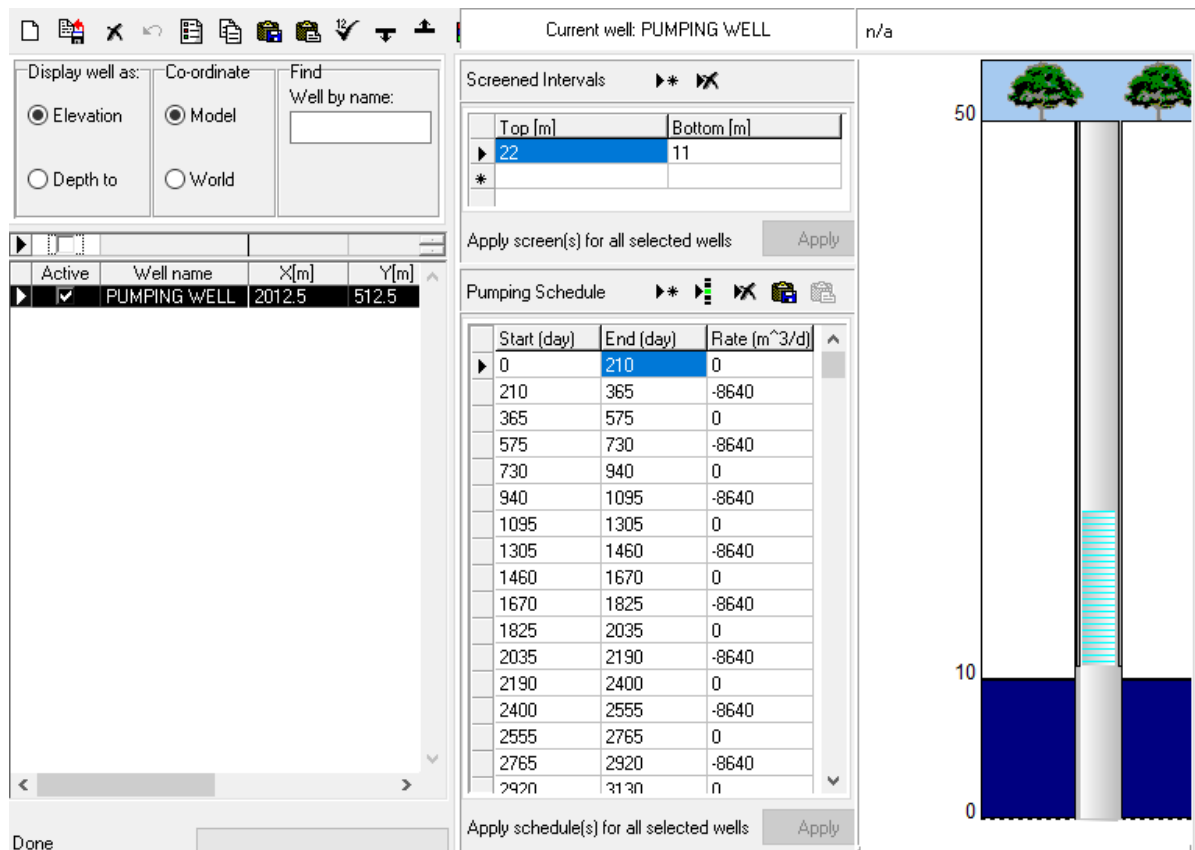 Current well: PUMPING WELL
n/a
Display well as:
Elevation
Depth to
Co-ordinate
Model
World
Find
Well by name:
Active Well name X[m] Y[m]
PUMPING WELL 2012.5 512.5
Done
Screened Intervals
Top [m] Bottom [m]
22 11
*
Apply screen(s) for all selected wells Apply
Pumping Schedule
Start (day) End (day) Rate (m^3/d)
0 210 0
210 365 -8640
365 575 0
575 730 -8640
730 940 0
940 1095 -8640
1095 1305 0
1305 1460 -8640
1460 1670 0
1670 1825 -8640
1825 2035 0
2035 2190 -8640
2190 2400 0
2400 2555 -8640
2555 2765 0
2765 2920 -8640
2920 3130 0
Apply schedule(s) for all selected wells Apply
50
10
0